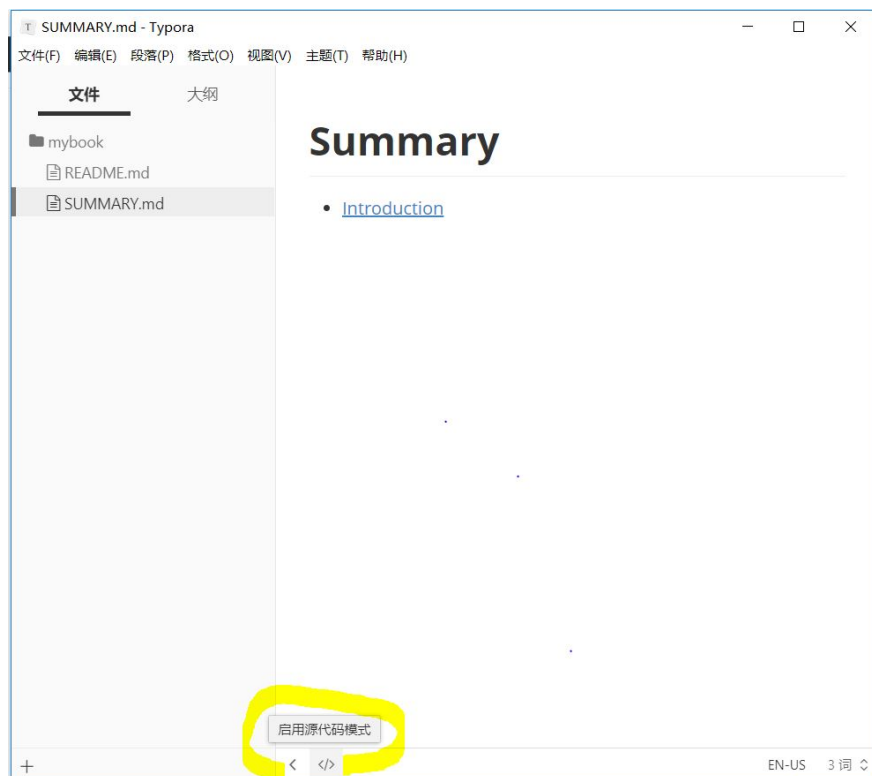 T SUMMARY.md - Typora
文件(F) 编辑(E) 段落(P) 格式(O) 视图(V) 主题(T) 帮助(H)
文件 大纲
mybook
README.md
SUMMARY.md
Summary
Introduction
启用源代码模式
</>
EN-US 3 词